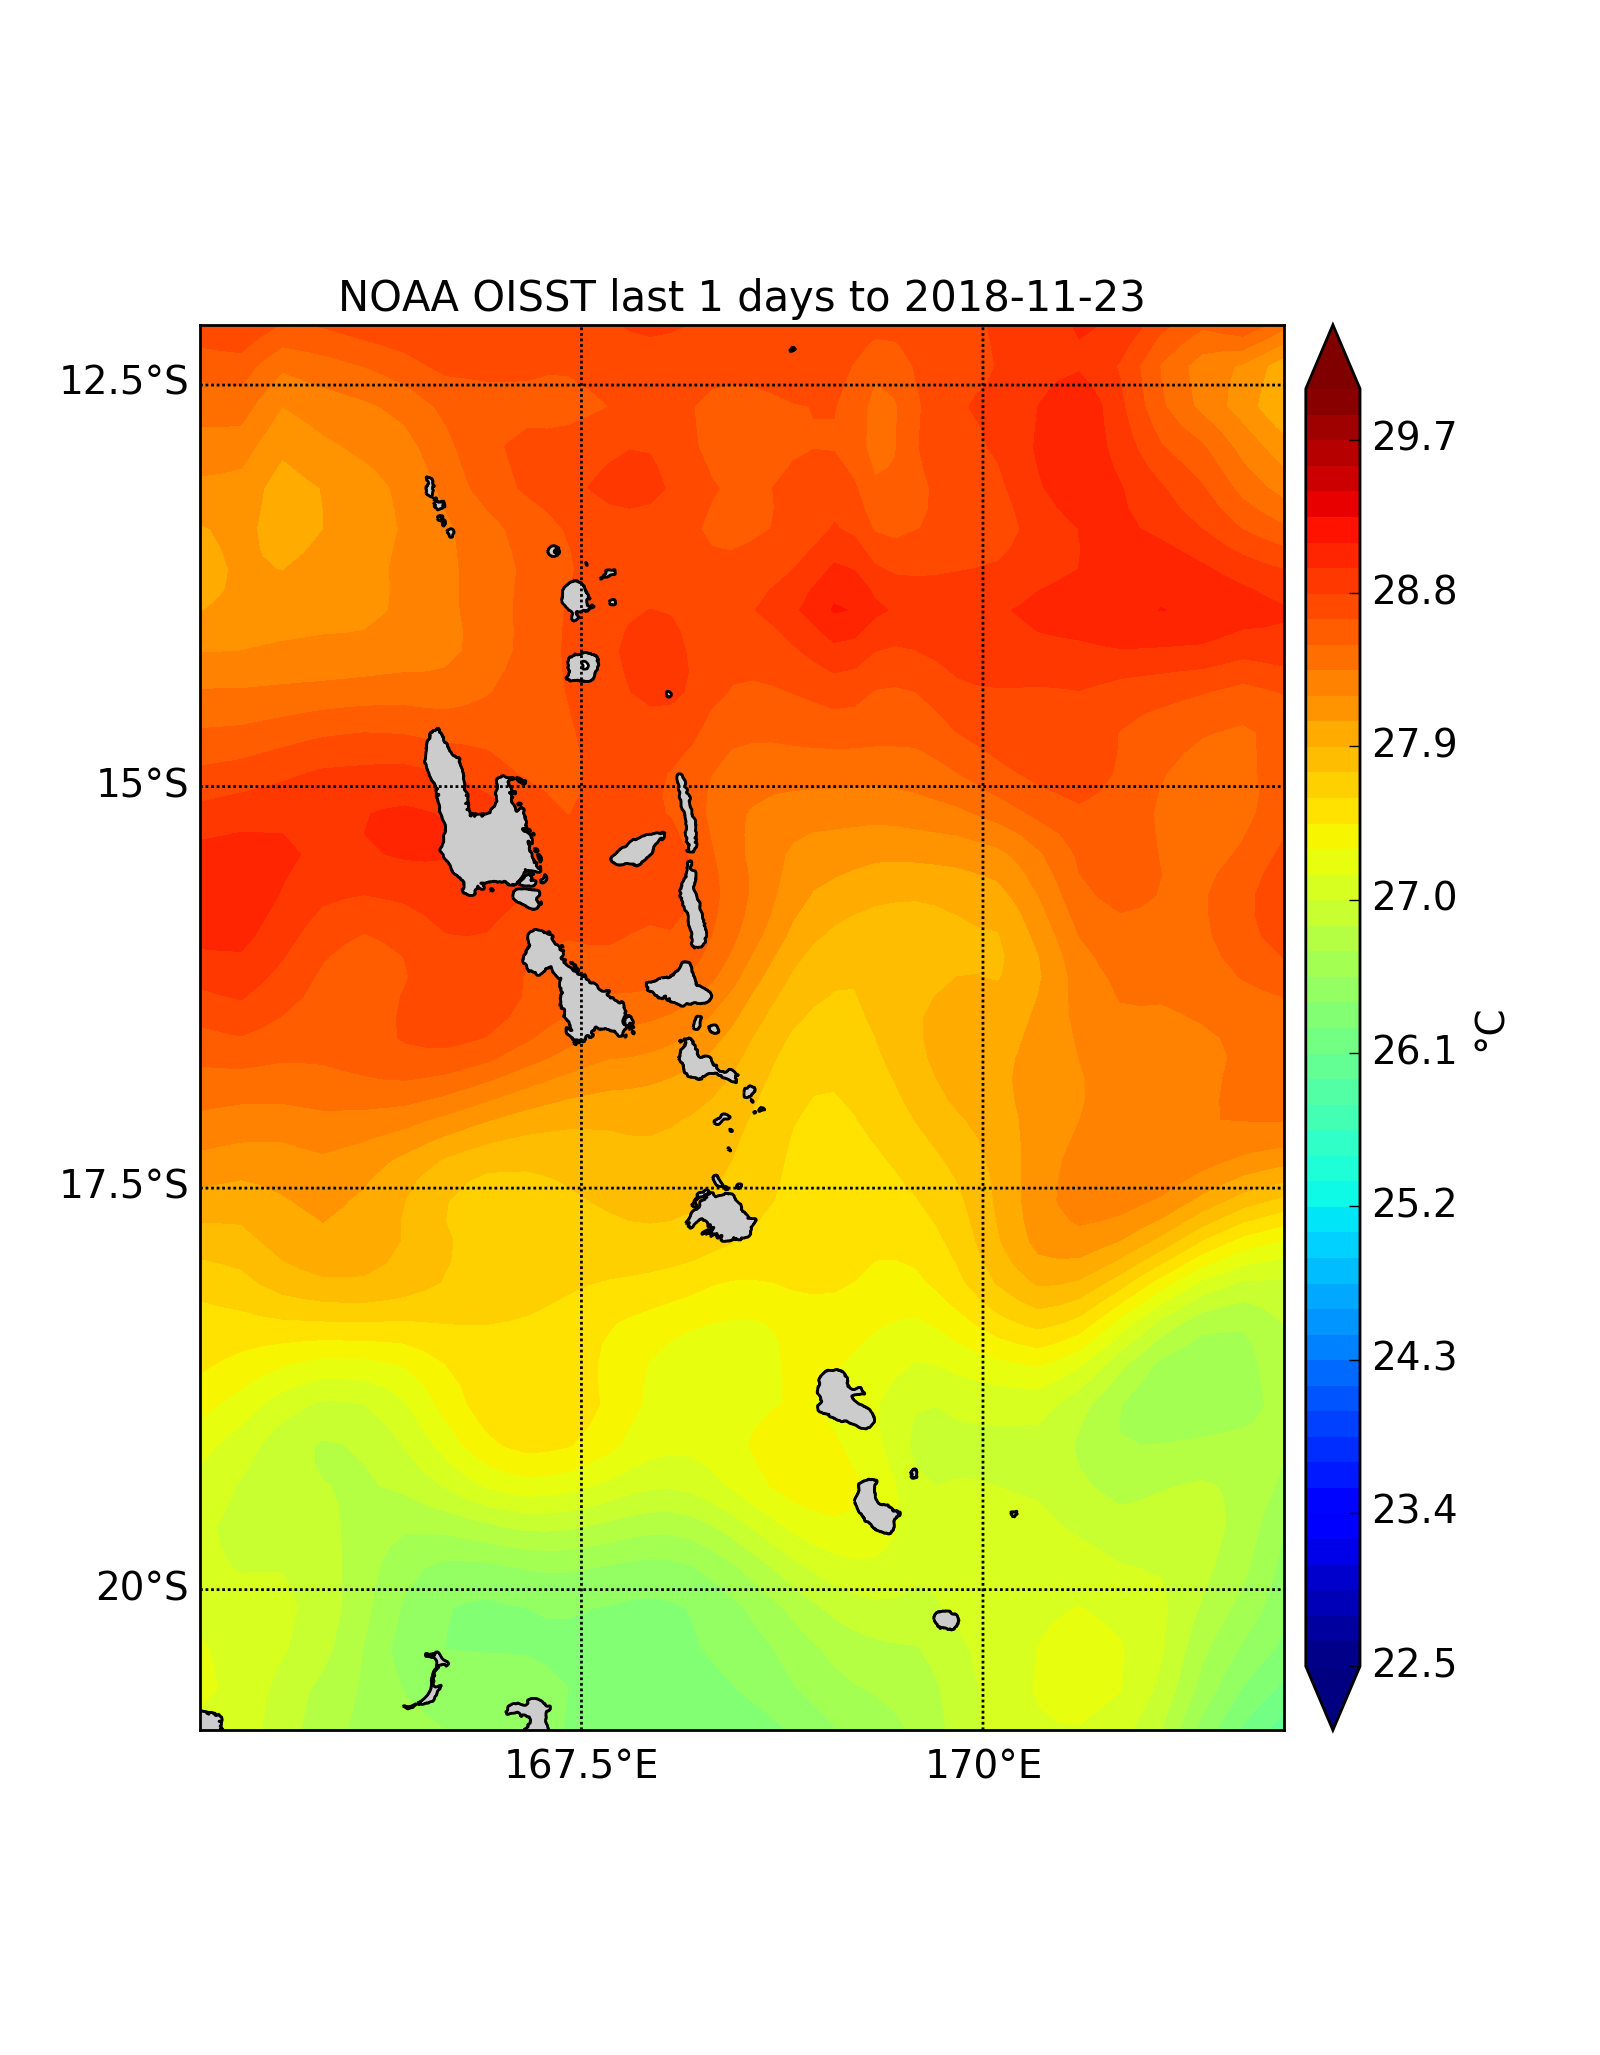 NOAA OISST last 1 days to 2018-11-23
12.5°S
15°S
17.5°S
20°S
167.5°E
170°E
29.7
28.8
27.9
27.0
26.1
25.2
24.3
23.4
22.5
°C